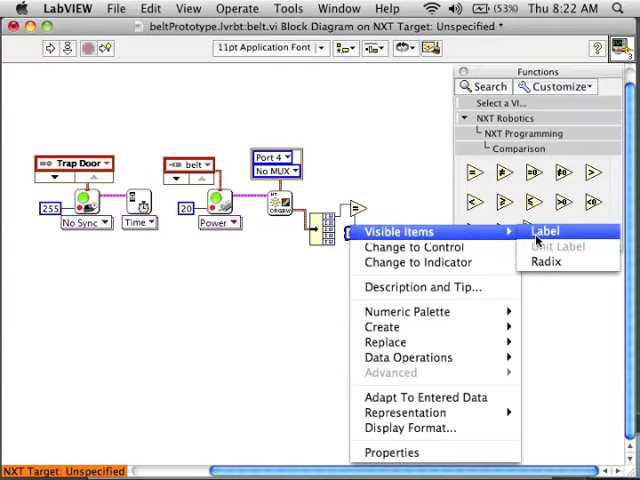 LabVIEW File Edit View Project Operate Tools Window Help (53%) Thu 8:22 AM
beltPrototype.lvrbt:belt.vi Block Diagram on NXT Target: Unspecified *
11pt Application Font
Functions
Search Customize
Select a VI...
NXT Robotics
NXT Programming
Comparison
Trap Door
belt
Port 4
No MUX
255
No Sync
Time
20
Power
HT
ORGBW
Visible Items
Change to Control
Change to Indicator
Description and Tip...
Numeric Palette
Create
Replace
Data Operations
Advanced
Adapt To Entered Data
Representation
Display Format...
Properties
Label
Unit Label
Radix
NXT Target: Unspecified